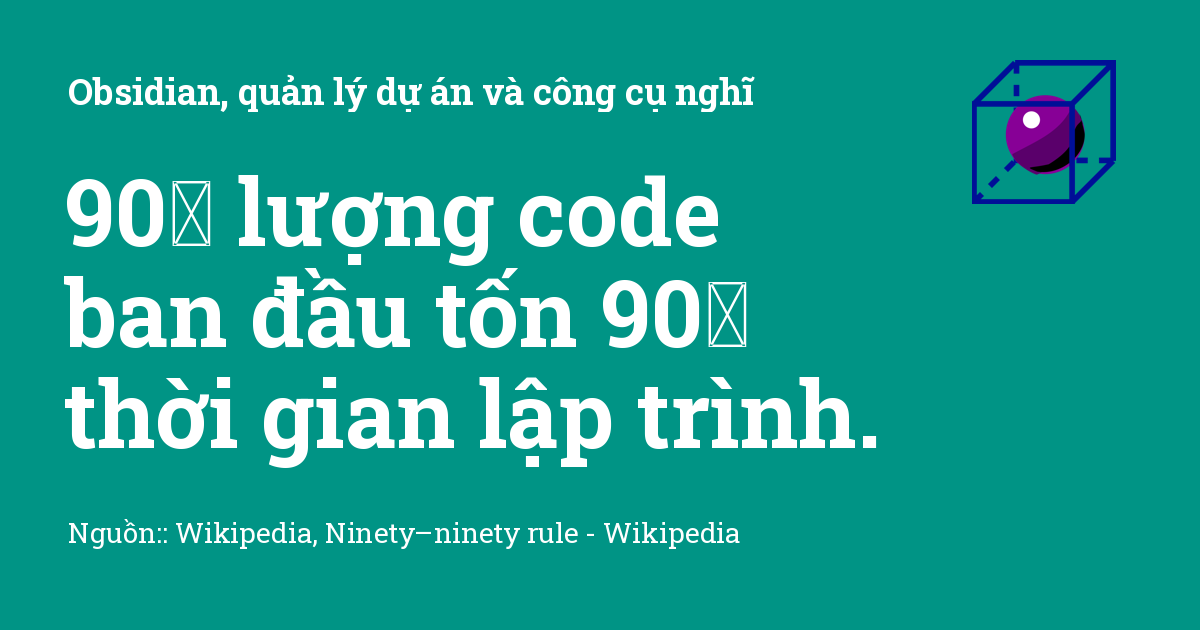 Obsidian, quản lý dự án và công cụ nghĩ
90� lượng code
ban đầu tốn 90�
thời gian lập trình.
Nguồn:: Wikipedia, Ninety–ninety rule - Wikipedia